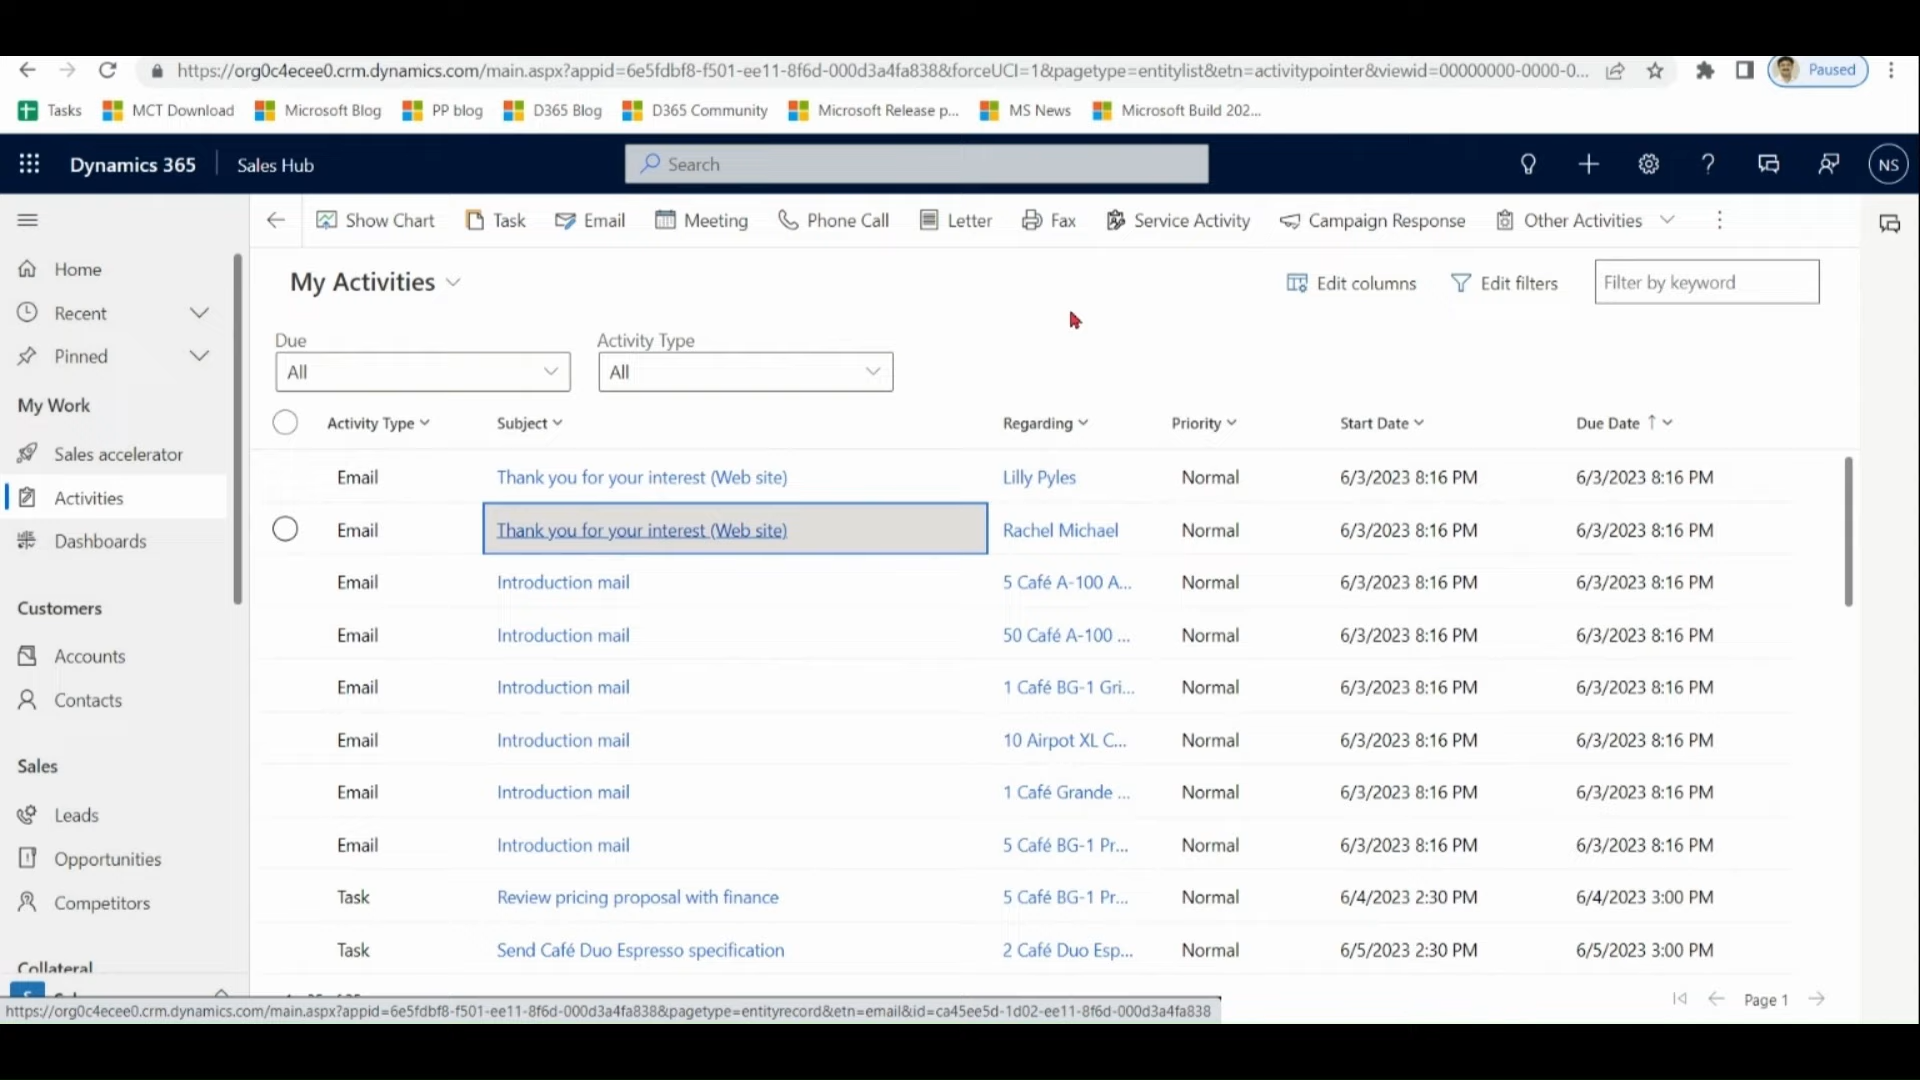 https://org0c4ecee0.crm.dynamics.com/main.aspx?appid=6e5fdbf8-f501-ee11-8f6d-000d3a4fa838&forceUCI=1&pagetype=entitylist&etn=activitypointer&viewid=00000000-0000-0... Paused
Tasks MCT Download Microsoft Blog PP blog D365 Blog D365 Community Microsoft Release p... MS News Microsoft Build 202...
Dynamics 365 Sales Hub Search NS
Show Chart Task Email Meeting Phone Call Letter Fax Service Activity Campaign Response Other Activities
Home
Recent
Pinned
My Work
Sales accelerator
Activities
Dashboards
Customers
Accounts
Contacts
Sales
Leads
Opportunities
Competitors
Collateral
My Activities Edit columns Edit filters Filter by keyword
Due Activity Type
All All
Activity Type Subject Regarding Priority Start Date Due Date
Email Thank you for your interest (Web site) Lilly Pyles Normal 6/3/2023 8:16 PM 6/3/2023 8:16 PM
Email Thank you for your interest (Web site) Rachel Michael Normal 6/3/2023 8:16 PM 6/3/2023 8:16 PM
Email Introduction mail 5 Café A-100 A... Normal 6/3/2023 8:16 PM 6/3/2023 8:16 PM
Email Introduction mail 50 Café A-100 ... Normal 6/3/2023 8:16 PM 6/3/2023 8:16 PM
Email Introduction mail 1 Café BG-1 Gri... Normal 6/3/2023 8:16 PM 6/3/2023 8:16 PM
Email Introduction mail 10 Airpot XL C... Normal 6/3/2023 8:16 PM 6/3/2023 8:16 PM
Email Introduction mail 1 Café Grande ... Normal 6/3/2023 8:16 PM 6/3/2023 8:16 PM
Email Introduction mail 5 Café BG-1 Pr... Normal 6/3/2023 8:16 PM 6/3/2023 8:16 PM
Task Review pricing proposal with finance 5 Café BG-1 Pr... Normal 6/4/2023 2:30 PM 6/4/2023 3:00 PM
Task Send Café Duo Espresso specification 2 Café Duo Esp... Normal 6/5/2023 2:30 PM 6/5/2023 3:00 PM
Page 1
https://org0c4ecee0.crm.dynamics.com/main.aspx?appid=6e5fdbf8-f501-ee11-8f6d-000d3a4fa838&pagetype=entityrecord&etn=email&id=ca45ee5d-1d02-ee11-8f6d-000d3a4fa838